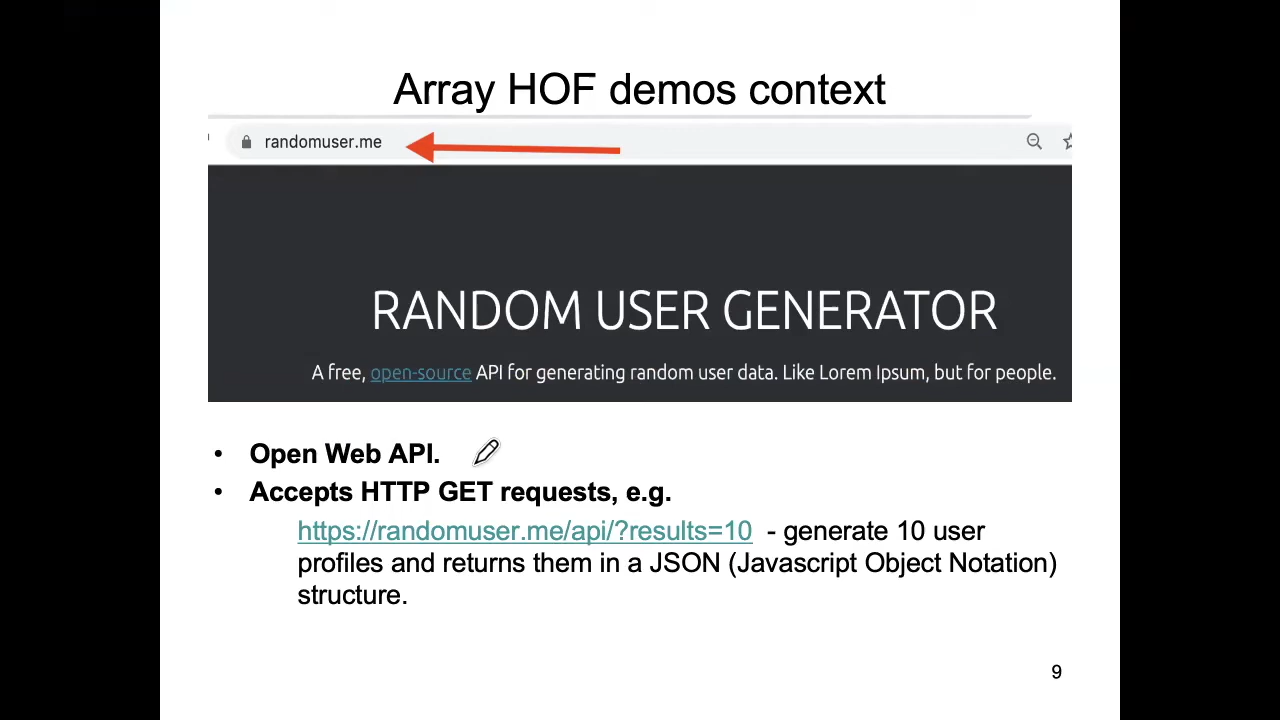 Array HOF demos context
randomuser.me
RANDOM USER GENERATOR
A free, open-source API for generating random user data. Like Lorem Ipsum, but for people.
• Open Web API.
• Accepts HTTP GET requests, e.g.
https://randomuser.me/api/?results=10 - generate 10 user
profiles and returns them in a JSON (Javascript Object Notation)
structure.
9